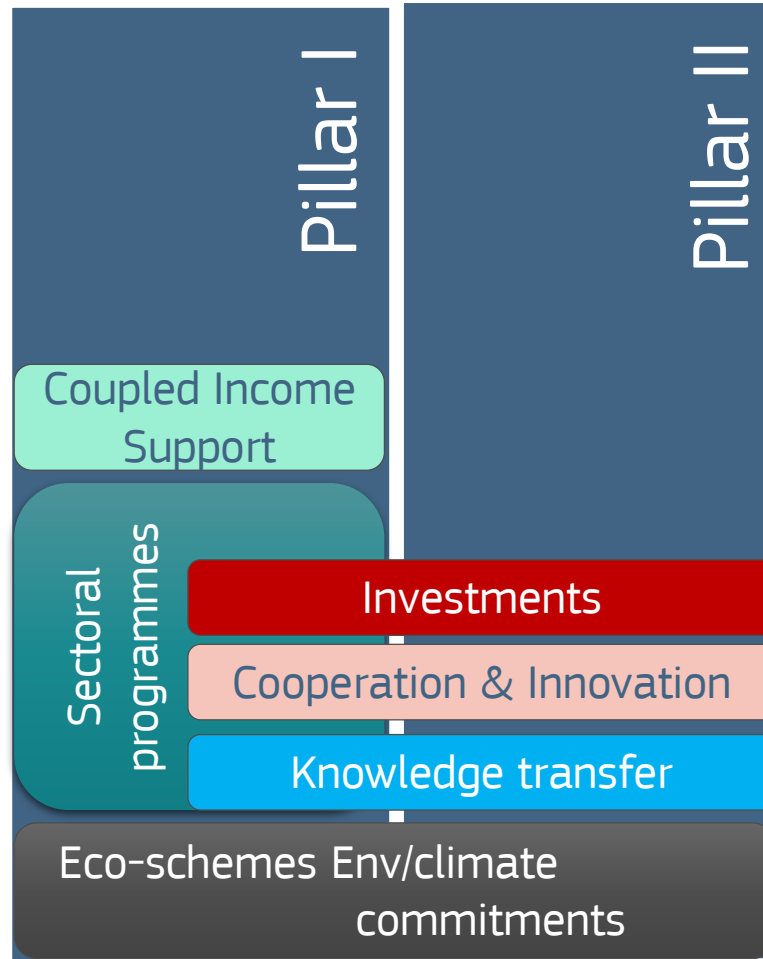 Pillar I
Pillar II
Coupled Income
Support
Sectoral
programmes
Investments
Cooperation & Innovation
Knowledge transfer
Eco-schemes Env/climate
commitments